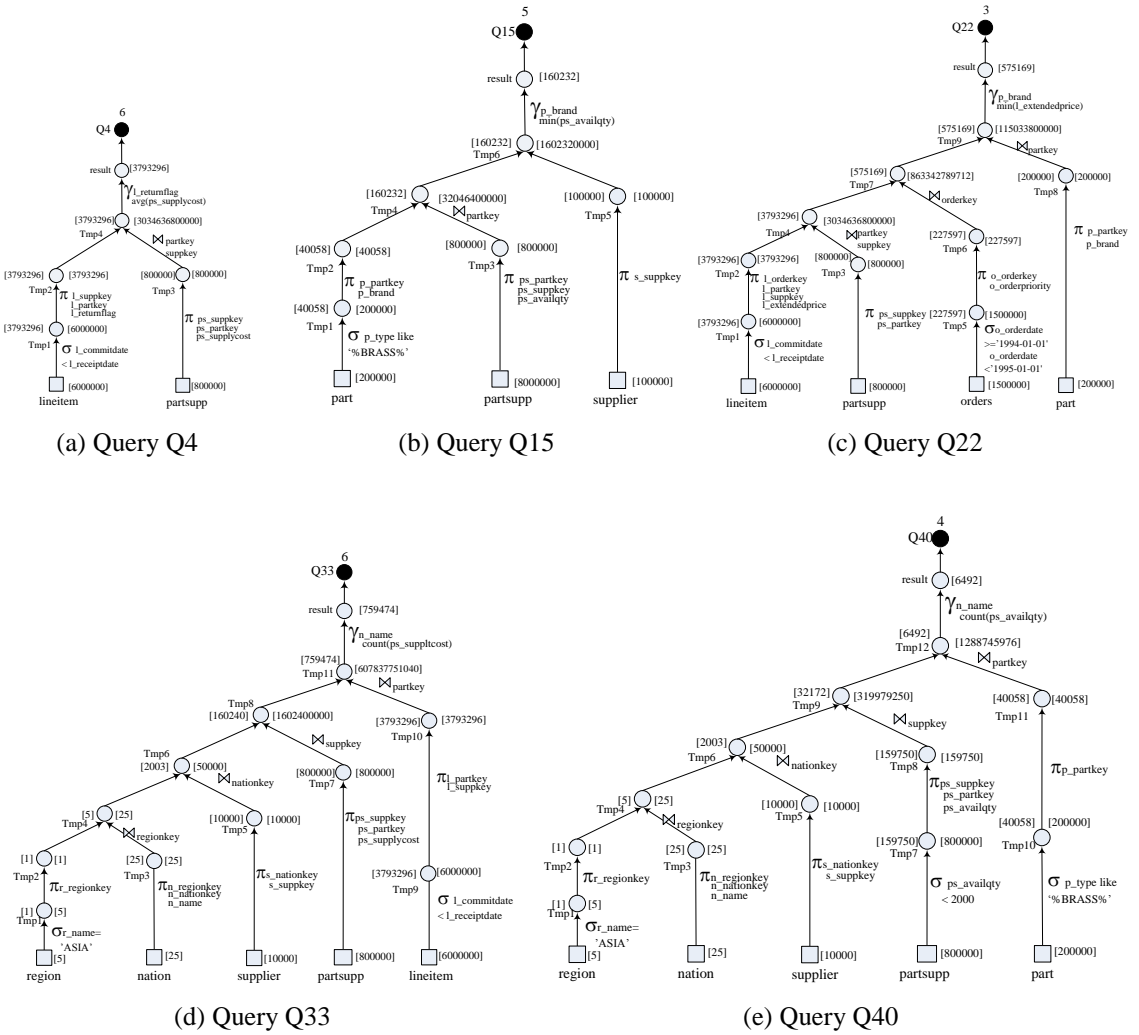 6
Q4
result [3793296]
γ l_returnflag
avg(ps_supplycost)
[3793296] [3034636800000]
Tmp4
⋈ partkey
suppkey
[3793296] [3793296]
Tmp2
[800000] [800000]
Tmp3
π l_suppkey
l_partkey
l_returnflag
π ps_suppkey
ps_partkey
ps_supplycost
[3793296] [6000000]
Tmp1
σ l_commitdate
< l_receiptdate
[6000000]
lineitem
[800000]
partsupp
(a) Query Q4
5
Q15
result [160232]
γ p_brand
min(ps_availqty)
[160232] [1602320000]
Tmp6
[160232] [32046400000]
Tmp4
⋈ partkey
[100000] [100000]
Tmp5
[40058] [40058]
Tmp2
[800000] [800000]
Tmp3
π p_partkey
p_brand
π ps_partkey
ps_suppkey
ps_availqty
π s_suppkey
[40058] [200000]
Tmp1
σ p_type like
‘%BRASS%’
[200000]
part
[8000000]
partsupp
[100000]
supplier
(b) Query Q15
3
Q22
result [575169]
γ p_brand
min(l_extendedprice)
[575169] [115033800000]
Tmp9
⋈ partkey
[575169] [863342789712]
Tmp7
⋈ orderkey
[200000] [200000]
Tmp8
[3793296] [3034636800000]
Tmp4
⋈ partkey
suppkey
[227597] [227597]
Tmp6
π p_partkey
p_brand
[3793296] [3793296]
Tmp2
[800000] [800000]
Tmp3
π l_orderkey
l_partkey
l_suppkey
l_extendedprice
π o_orderkey
o_orderpriority
π ps_suppkey
ps_partkey
[3793296] [6000000]
Tmp1
[227597] [1500000]
Tmp5
σ l_commitdate
< l_receiptdate
σ o_orderdate
>='1994-01-01'
o_orderdate
<'1995-01-01'
[6000000]
lineitem
[800000]
partsupp
[1500000]
orders
[200000]
part
(c) Query Q22
6
Q33
result [759474]
γ n_name
count(ps_suppltcost)
[759474] [607837751040]
Tmp11
⋈ partkey
Tmp8
[160240] [1602400000]
[3793296] [3793296]
Tmp10
⋈ suppkey
Tmp6
[2003] [50000]
⋈ nationkey
[800000] [800000]
Tmp7
π l_partkey
l_suppkey
[5] [25]
Tmp4
⋈ regionkey
[10000] [10000]
Tmp5
π ps_suppkey
ps_partkey
ps_supplycost
[1] [1]
Tmp2
[25] [25]
Tmp3
π s_nationkey
s_suppkey
[3793296] [6000000]
Tmp9
π r_regionkey
π n_regionkey
n_nationkey
n_name
σ l_commitdate
< l_receiptdate
[1] [5]
Tmp1
σ r_name=
'ASIA'
[5]
region
[25]
nation
[10000]
supplier
[800000]
partsupp
[6000000]
lineitem
(d) Query Q33
4
Q40
result [6492]
γ n_name
count(ps_availqty)
[6492] [1288745976]
Tmp12
⋈ partkey
[32172] [319979250]
Tmp9
[40058] [40058]
Tmp11
⋈ suppkey
[2003] [50000]
Tmp6
⋈ nationkey
[159750] [159750]
Tmp8
π p_partkey
[5] [25]
Tmp4
⋈ regionkey
[10000] [10000]
Tmp5
π ps_suppkey
ps_partkey
ps_availqty
[1] [1]
Tmp2
[25] [25]
Tmp3
π s_nationkey
s_suppkey
[159750] [800000]
Tmp7
[40058] [200000]
Tmp10
π r_regionkey
π n_regionkey
n_nationkey
n_name
σ ps_availqty
< 2000
σ p_type like
‘%BRASS%’
[1] [5]
Tmp1
σ r_name=
'ASIA'
[5]
region
[25]
nation
[10000]
supplier
[800000]
partsupp
[200000]
part
(e) Query Q40